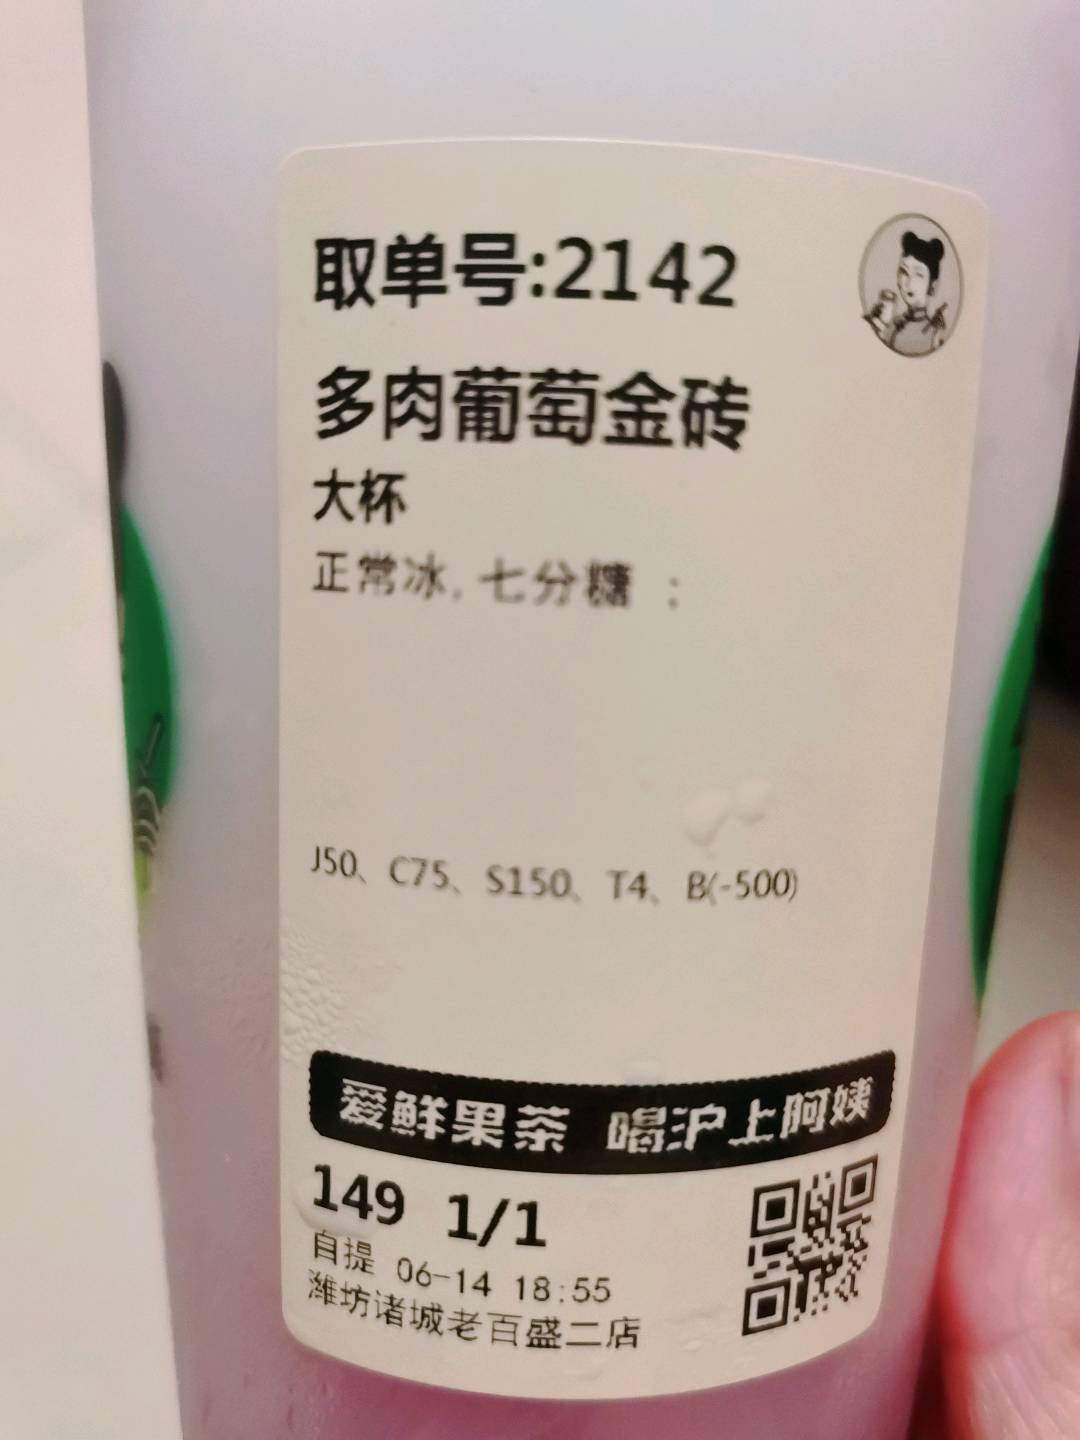 取单号:2142
多肉葡萄金砖
大杯
正常冰,七分糖 ;
J50、C75、S150、T4、B(-500)
爱鲜果茶 喝沪上阿姨
149 1/1
自提 06-14 18:55
潍坊诸城老百盛二店